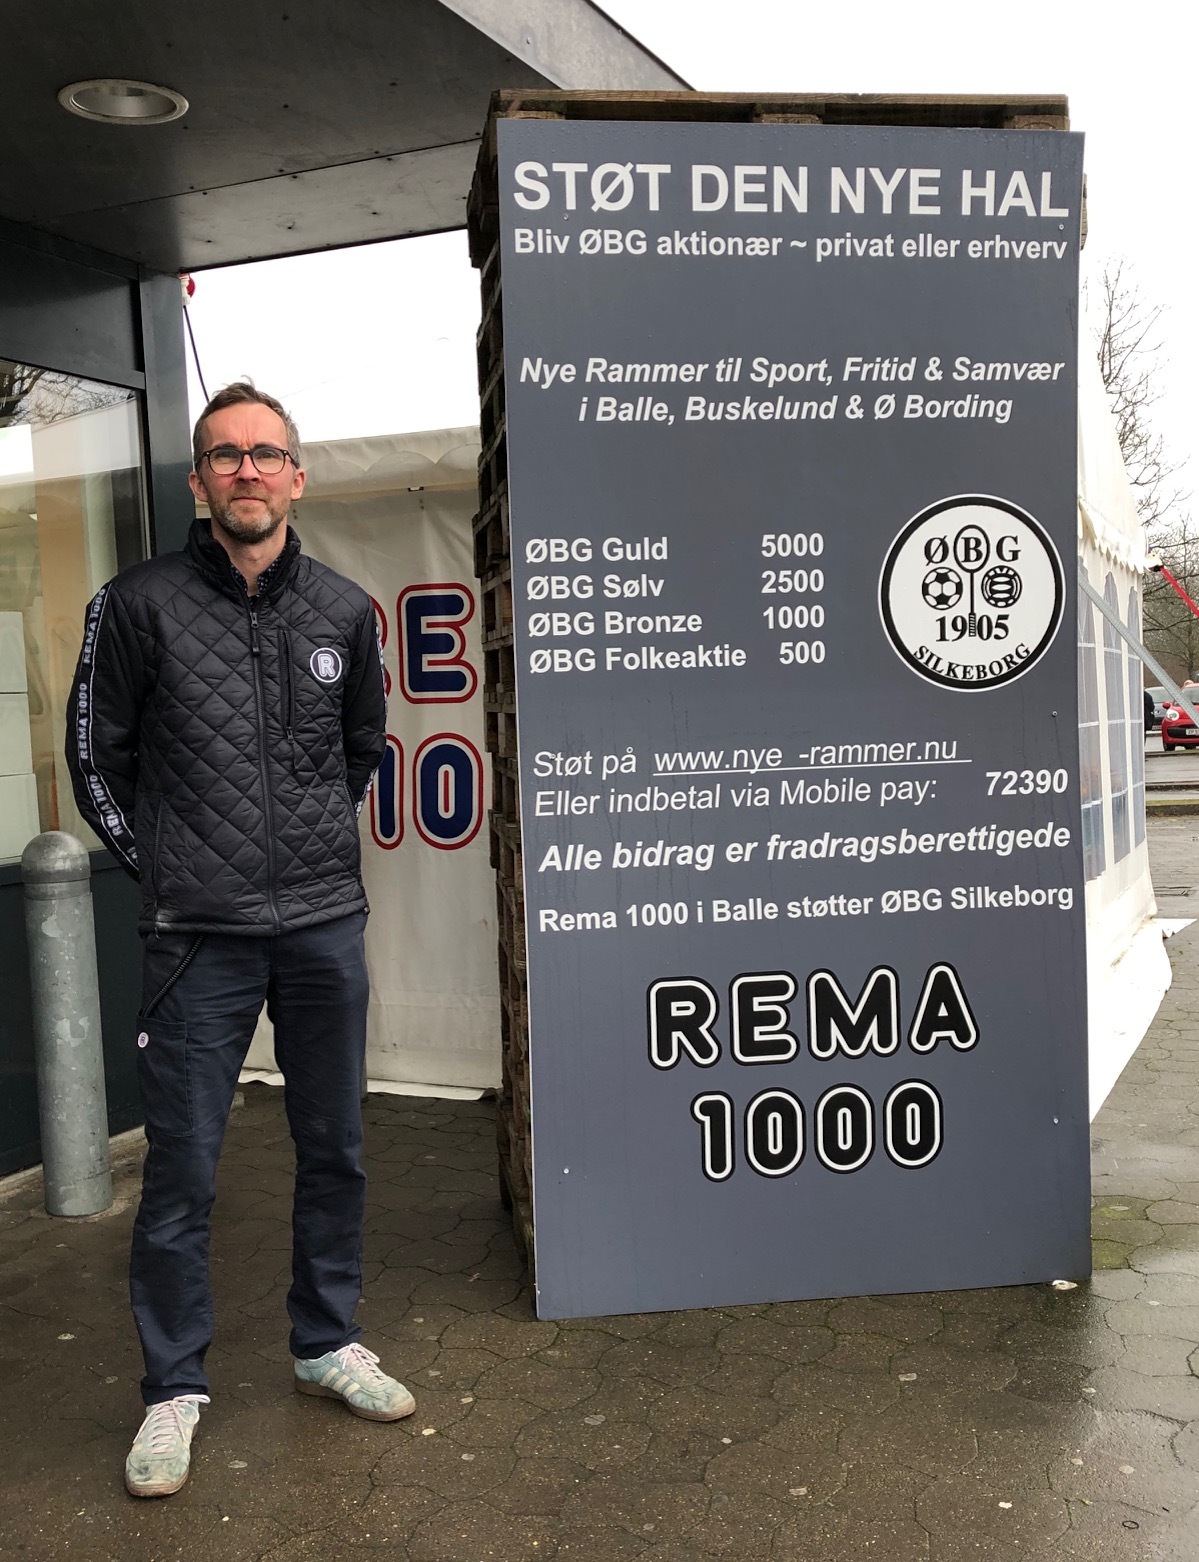 STØT DEN NYE HAL
Bliv ØBG aktionær ~ privat eller erhverv
Nye Rammer til Sport, Fritid & Samvær
i Balle, Buskelund & Ø Bording
ØBG Guld 5000
ØBG Sølv 2500
ØBG Bronze 1000
ØBG Folkeaktie 500
ØBG
1905
SILKEBORG
Støt på www.nye -rammer.nu
Eller indbetal via Mobile pay: 72390
Alle bidrag er fradragsberettigede
Rema 1000 i Balle støtter ØBG Silkeborg
REMA
1000
REMA 1000
REMA 1000
REMA 1000
R
R
E
10